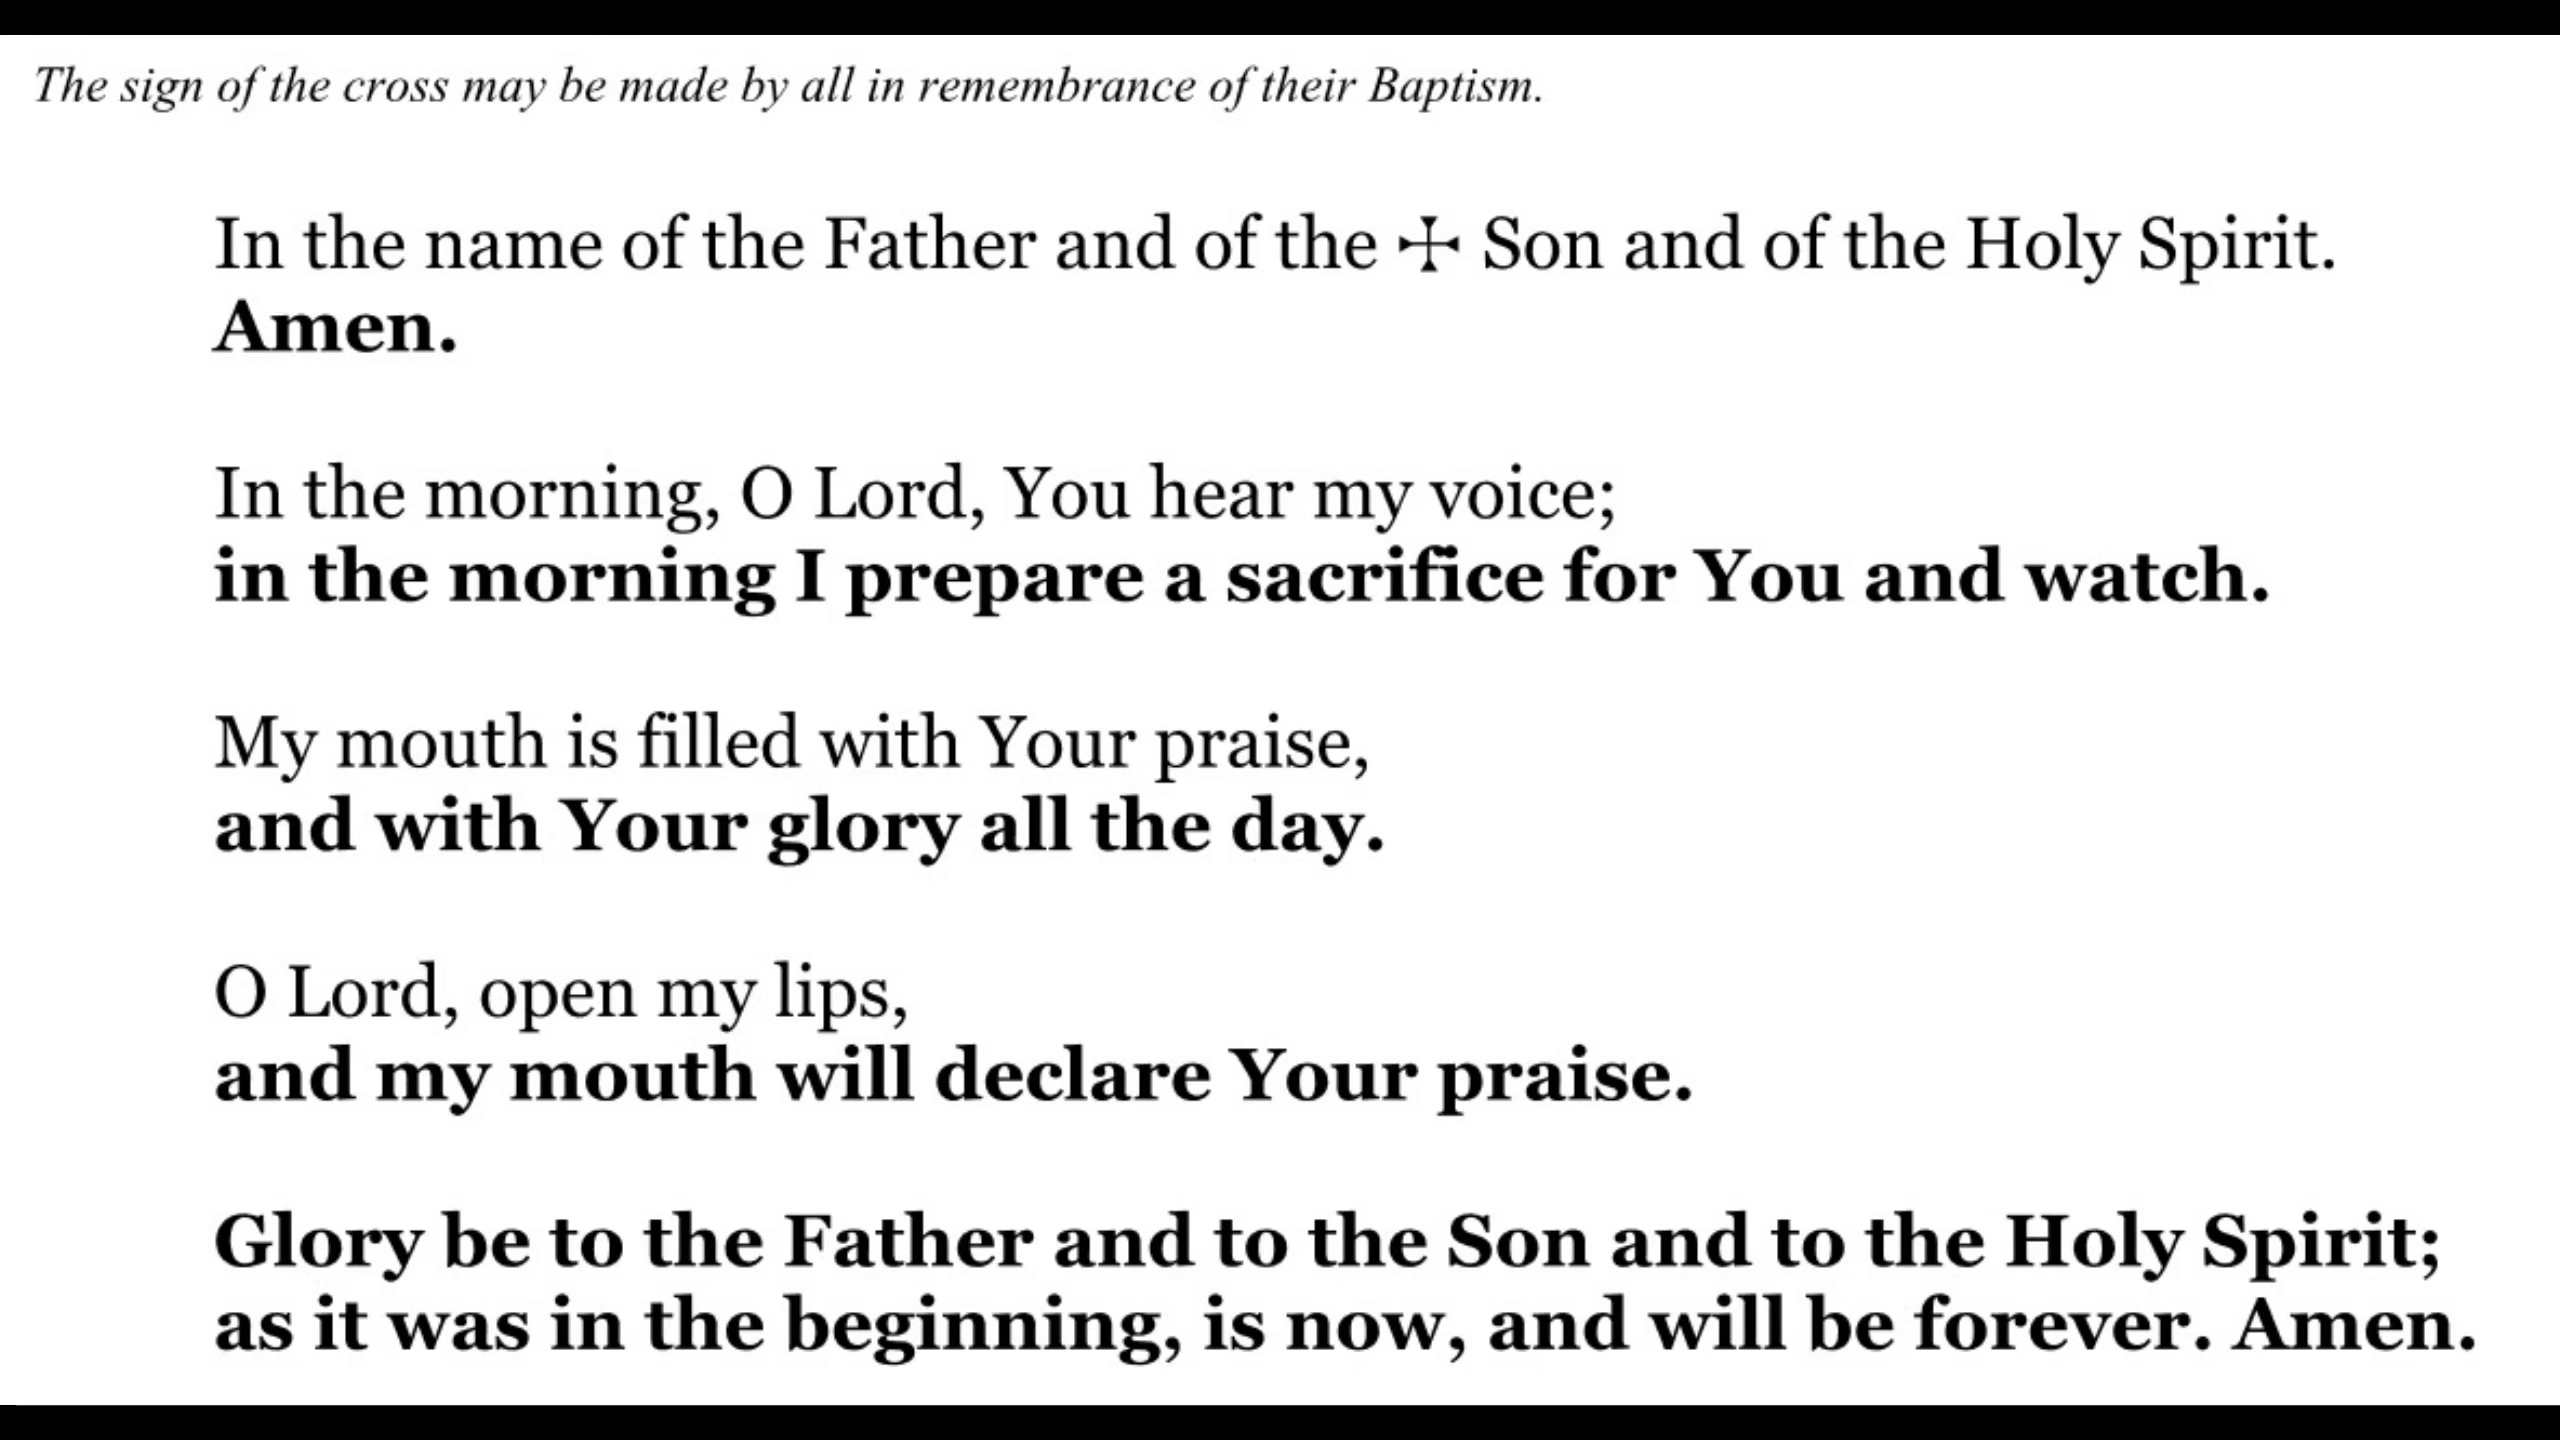 The sign of the cross may be made by all in remembrance of their Baptism.
In the name of the Father and of the ☩ Son and of the Holy Spirit.
Amen.
In the morning, O Lord, You hear my voice;
in the morning I prepare a sacrifice for You and watch.
My mouth is filled with Your praise,
and with Your glory all the day.
O Lord, open my lips,
and my mouth will declare Your praise.
Glory be to the Father and to the Son and to the Holy Spirit;
as it was in the beginning, is now, and will be forever. Amen.